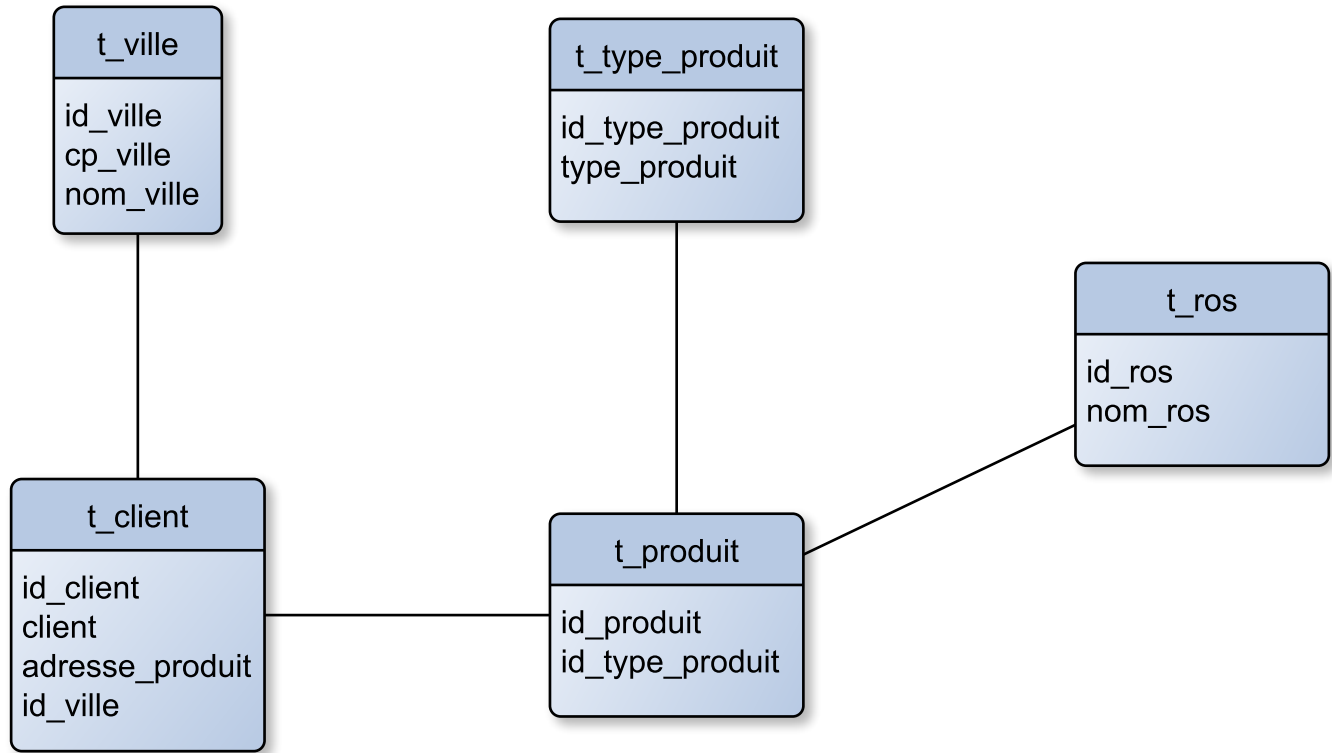 t_ville
id_ville
cp_ville
nom_ville
t_type_produit
id_type_produit
type_produit
t_ros
id_ros
nom_ros
t_client
id_client
client
adresse_produit
id_ville
t_produit
id_produit
id_type_produit